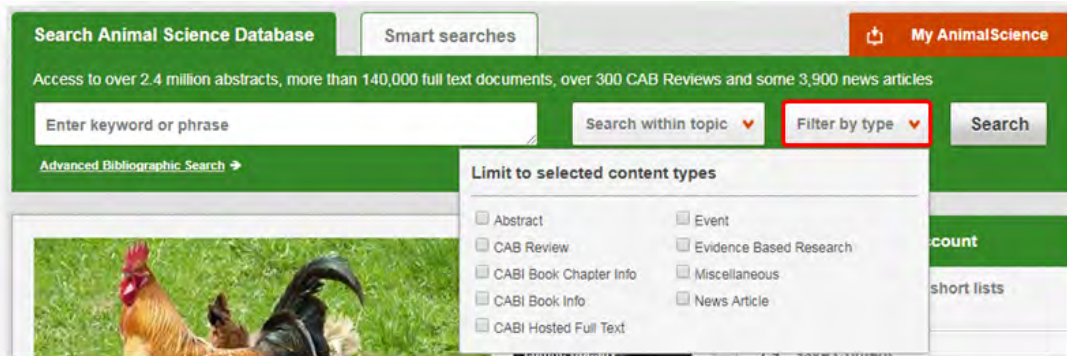 Search Animal Science Database
Smart searches
My AnimalScience
Access to over 2.4 million abstracts, more than 140,000 full text documents, over 300 CAB Reviews and some 3,900 news articles
Enter keyword or phrase
Search within topic
Filter by type
Search
Advanced Bibliographic Search →
Limit to selected content types
Abstract
Event
CAB Review
Evidence Based Research
CABI Book Chapter Info
Miscellaneous
CABI Book Info
News Article
CABI Hosted Full Text
count
short lists